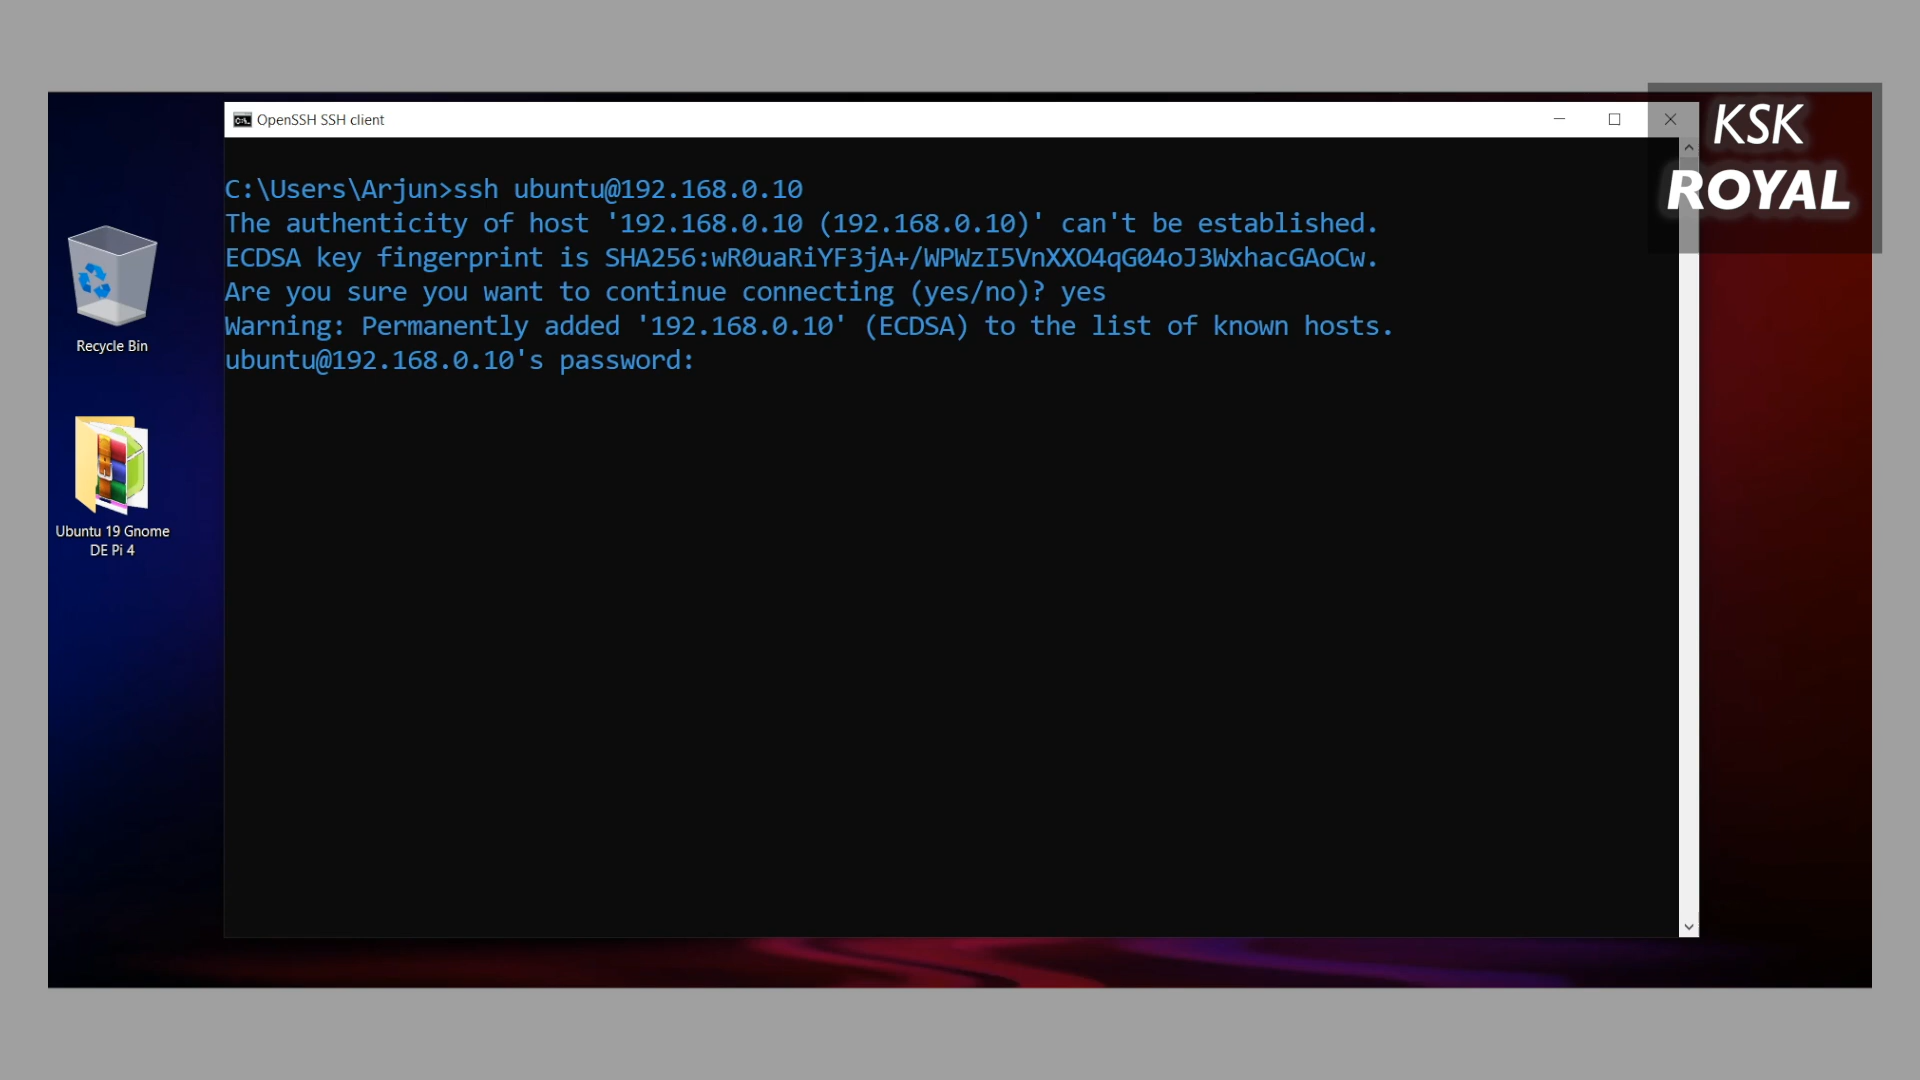 OpenSSH SSH client
KSK
ROYAL
C:\Users\Arjun>ssh ubuntu@192.168.0.10
The authenticity of host '192.168.0.10 (192.168.0.10)' can't be established.
ECDSA key fingerprint is SHA256:wR0uaRiYF3jA+/WPWzI5VnXXO4qG04oJ3WxhacGAoCw.
Are you sure you want to continue connecting (yes/no)? yes
Warning: Permanently added '192.168.0.10' (ECDSA) to the list of known hosts.
ubuntu@192.168.0.10's password:
Recycle Bin
Ubuntu 19 Gnome
DE Pi 4